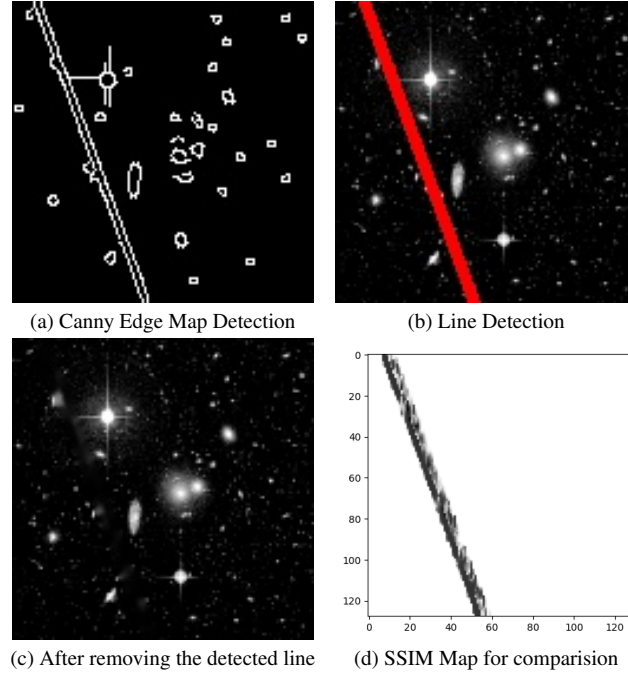 (a) Canny Edge Map Detection
(b) Line Detection
0
20
40
60
80
100
120
0 20 40 60 80 100 120
(c) After removing the detected line
(d) SSIM Map for comparision